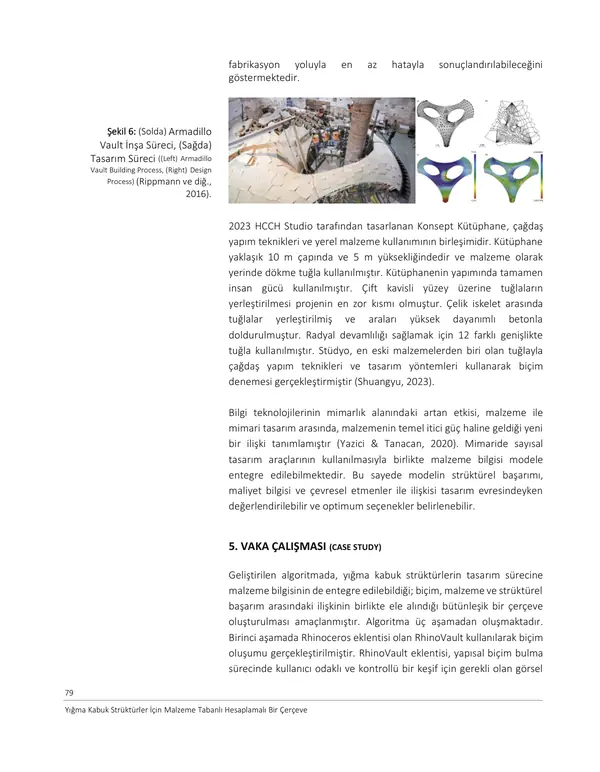 fabrikasyon yoluyla en az hatayla sonuçlandırılabileceğini
göstermektedir.
Şekil 6: (Solda) Armadillo
Vault İnşa Süreci, (Sağda)
Tasarım Süreci ((Left) Armadillo
Vault Building Process, (Right) Design
Process) (Rippmann ve diğ.,
2016).
2023 HCCH Studio tarafından tasarlanan Konsept Kütüphane, çağdaş
yapım teknikleri ve yerel malzeme kullanımının birleşimidir. Kütüphane
yaklaşık 10 m çapında ve 5 m yüksekliğindedir ve malzeme olarak
yerinde dökme tuğla kullanılmıştır. Kütüphanenin yapımında tamamen
insan gücü kullanılmıştır. Çift kavisli yüzey üzerine tuğlaların
yerleştirilmesi projenin en zor kısmı olmuştur. Çelik iskelet arasında
tuğlalar yerleştirilmiş ve araları yüksek dayanımlı betonla
doldurulmuştur. Radyal devamlılığı sağlamak için 12 farklı genişlikte
tuğla kullanılmıştır. Stüdyo, en eski malzemelerden biri olan tuğlayla
çağdaş yapım teknikleri ve tasarım yöntemleri kullanarak biçim
denemesi gerçekleştirmiştir (Shuangyu, 2023).
Bilgi teknolojilerinin mimarlık alanındaki artan etkisi, malzeme ile
mimari tasarım arasında, malzemenin temel itici güç haline geldiği yeni
bir ilişki tanımlamıştır (Yazici & Tanacan, 2020). Mimaride sayısal
tasarım araçlarının kullanılmasıyla birlikte malzeme bilgisi modele
entegre edilebilmektedir. Bu sayede modelin strüktürel başarımı,
maliyet bilgisi ve çevresel etmenler ile ilişkisi tasarım evresindeyken
değerlendirilebilir ve optimum seçenekler belirlenebilir.
5. VAKA ÇALIŞMASI (CASE STUDY)
Geliştirilen algoritmada, yığma kabuk strüktürlerin tasarım sürecine
malzeme bilgisinin de entegre edilebildiği; biçim, malzeme ve strüktürel
başarım arasındaki ilişkinin birlikte ele alındığı bütünleşik bir çerçeve
oluşturulması amaçlanmıştır. Algoritma üç aşamadan oluşmaktadır.
Birinci aşamada Rhinoceros eklentisi olan RhinoVault kullanılarak biçim
oluşumu gerçekleştirilmiştir. RhinoVault eklentisi, yapısal biçim bulma
sürecinde kullanıcı odaklı ve kontrollü bir keşif için gerekli olan görsel
79
Yığma Kabuk Strüktürler İçin Malzeme Tabanlı Hesaplamalı Bir Çerçeve